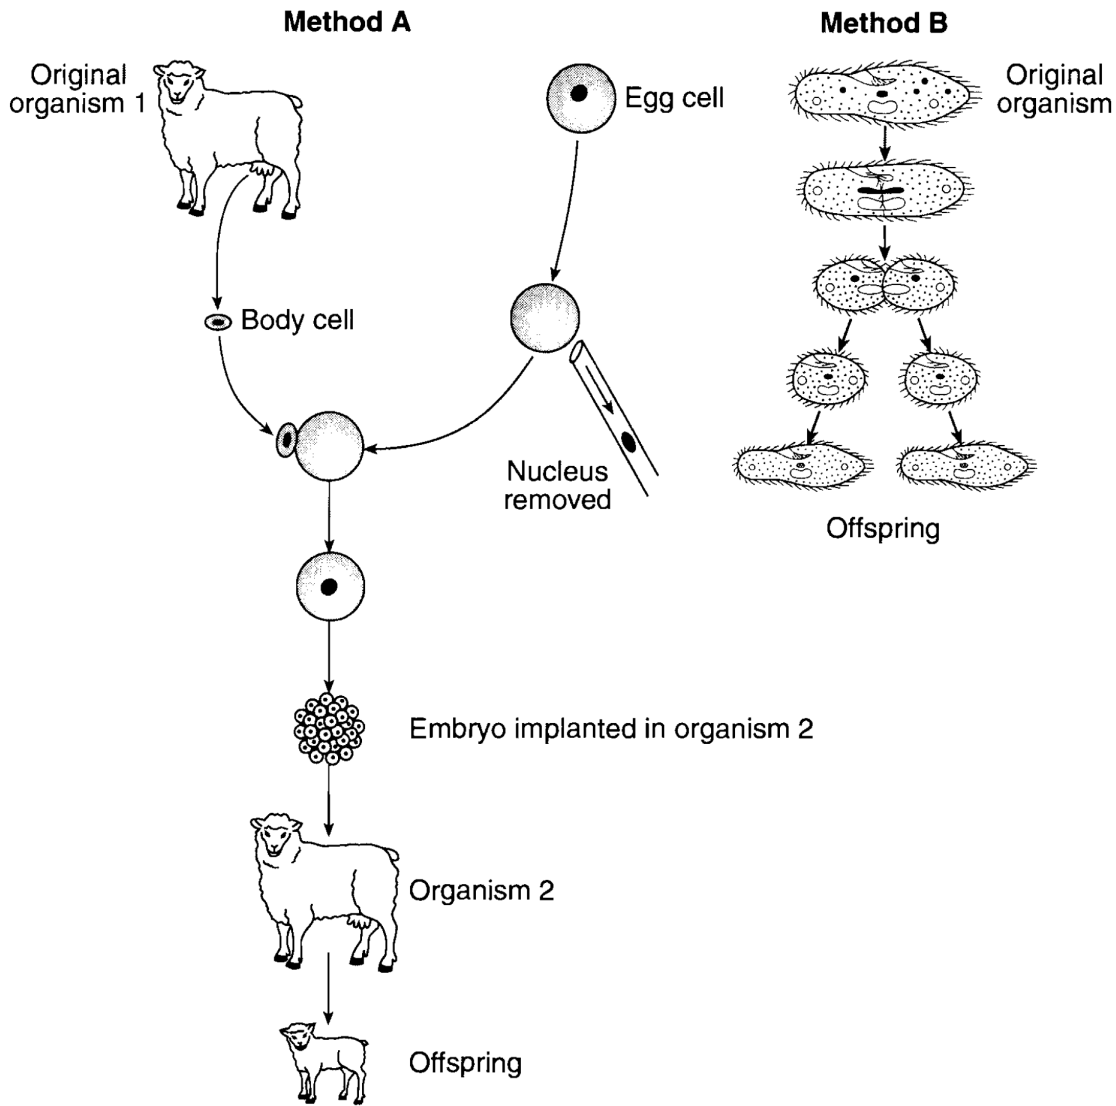 Method A
Original
organism 1
Egg cell
Body cell
Nucleus
removed
Embryo implanted in organism 2
Organism 2
Offspring
Method B
Original
organism
Offspring